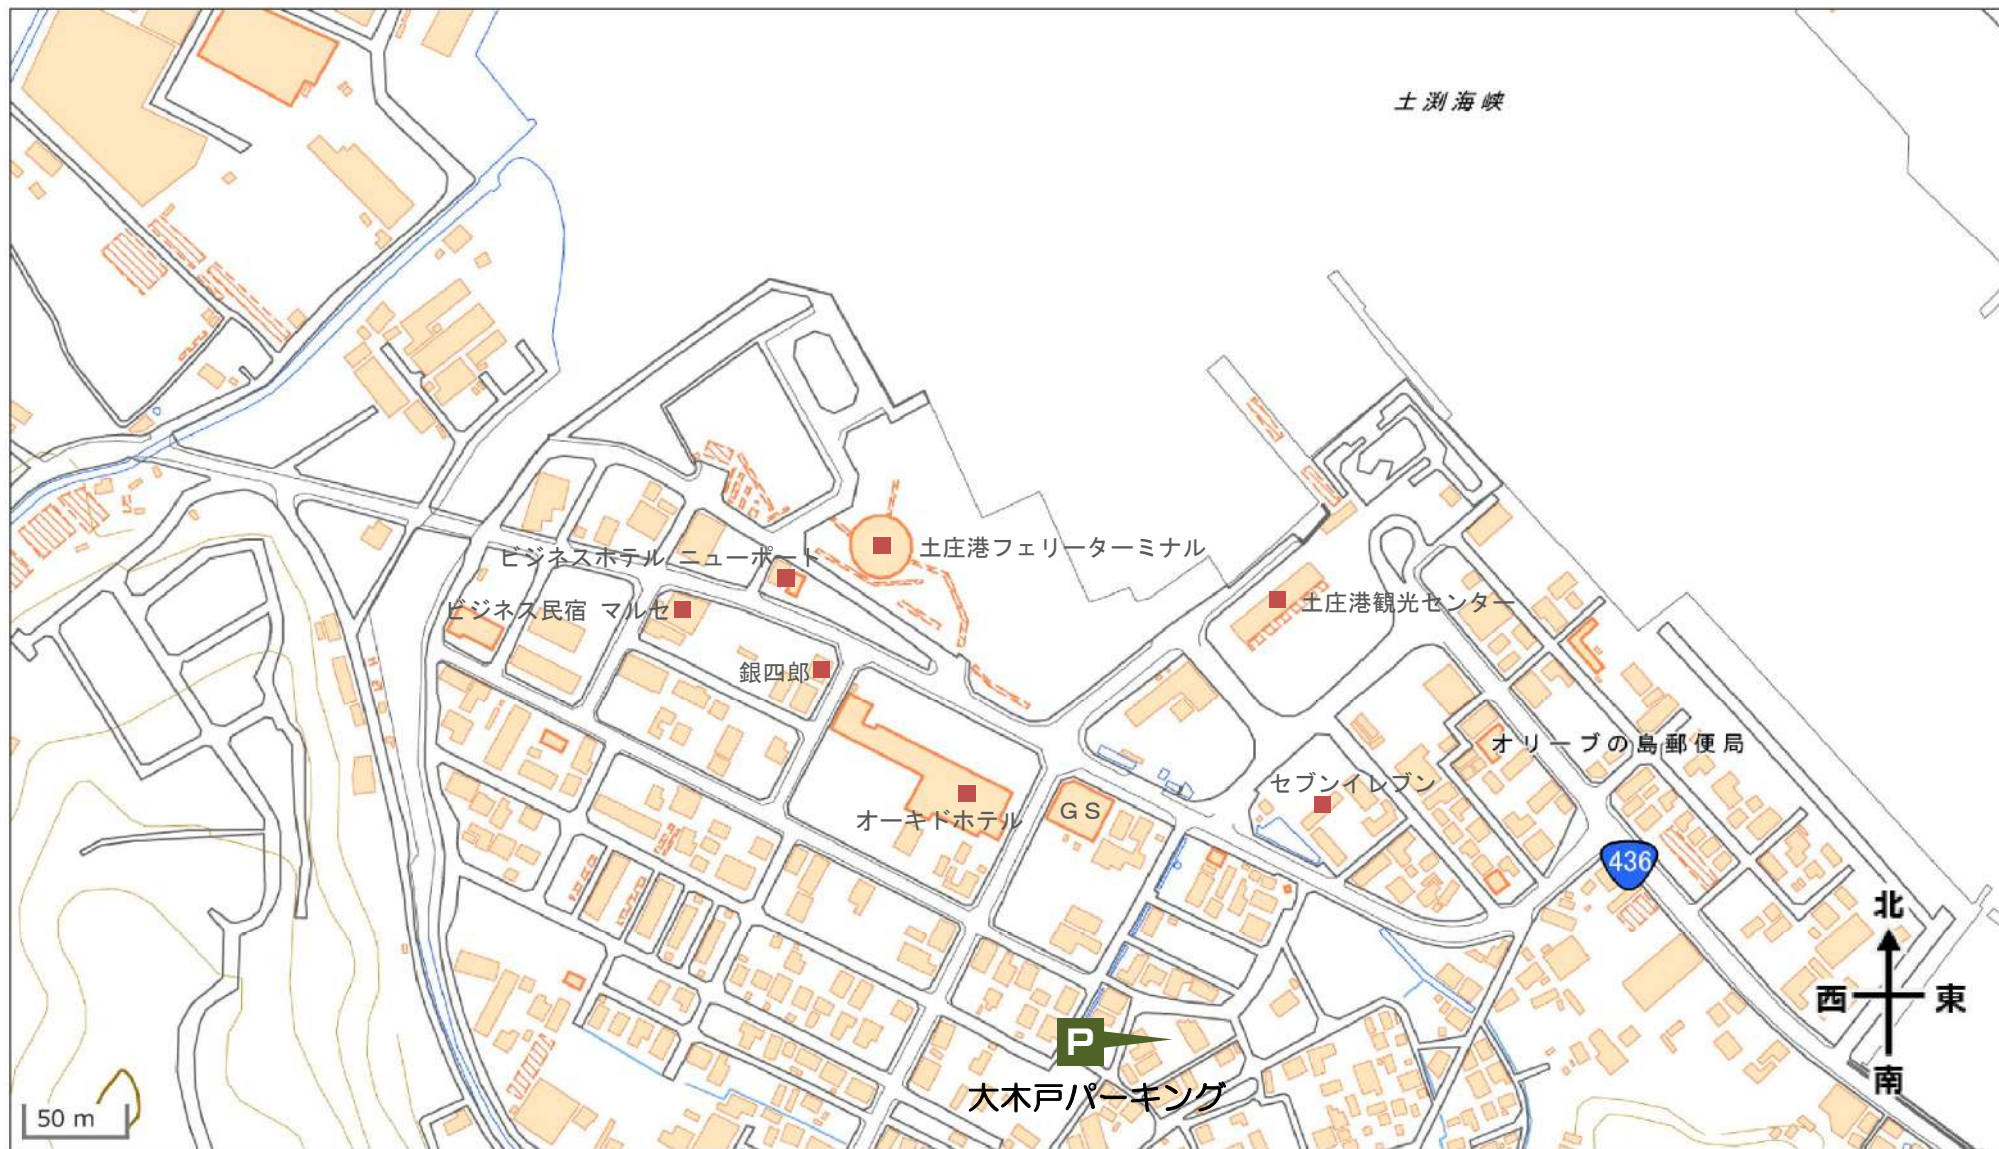 土渕海峡
土庄港フェリーターミナル
ビジネスホテル ニューポート
ビジネス民宿 マルセ
土庄港観光センター
銀四郎
オリーブの島郵便局
セブンイレブン
オーキドホテル
GS
436
北
西
東
南
P
大木戸パーキング
50 m